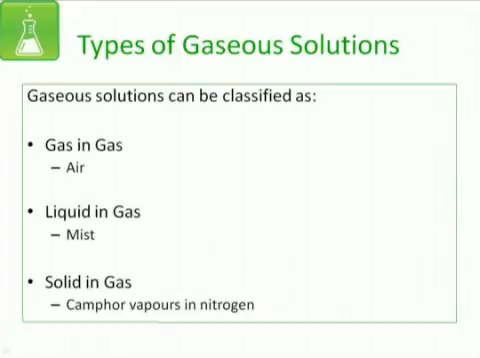 Types of Gaseous Solutions
Gaseous solutions can be classified as:
• Gas in Gas
– Air
• Liquid in Gas
– Mist
• Solid in Gas
– Camphor vapours in nitrogen